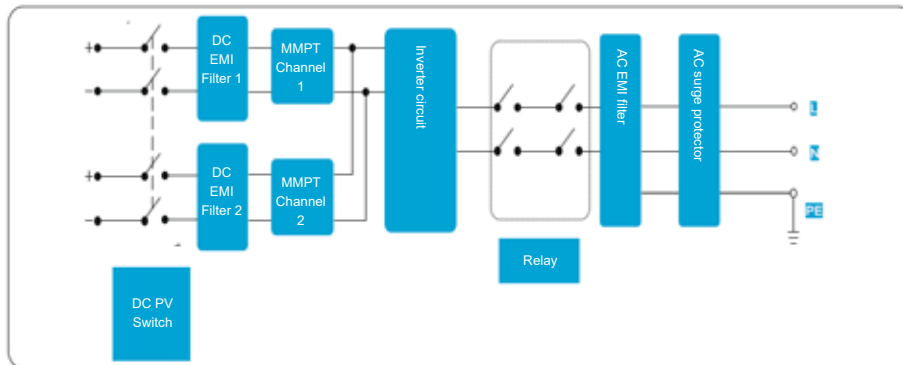 +
DC
EMI
Filter 1
MMPT
Channel
1
-
+
DC
EMI
Filter 2
MMPT
Channel
2
-
Inverter circuit
AC EMI filter
AC surge protector
L
N
PE
Relay
DC PV
Switch